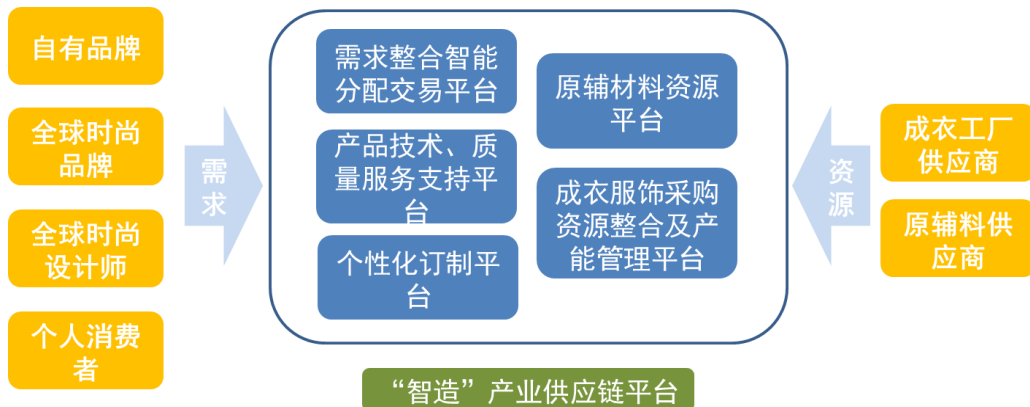 自有品牌
全球时尚
品牌
全球时尚
设计师
个人消费
者
需
求
需求整合智能
分配交易平台
产品技术、质
量服务支持平
台
个性化订制平
台
原辅材料资源
平台
成衣服饰采购
资源整合及产
能管理平台
资
源
成衣工厂
供应商
原辅料供
应商
“智造”产业供应链平台